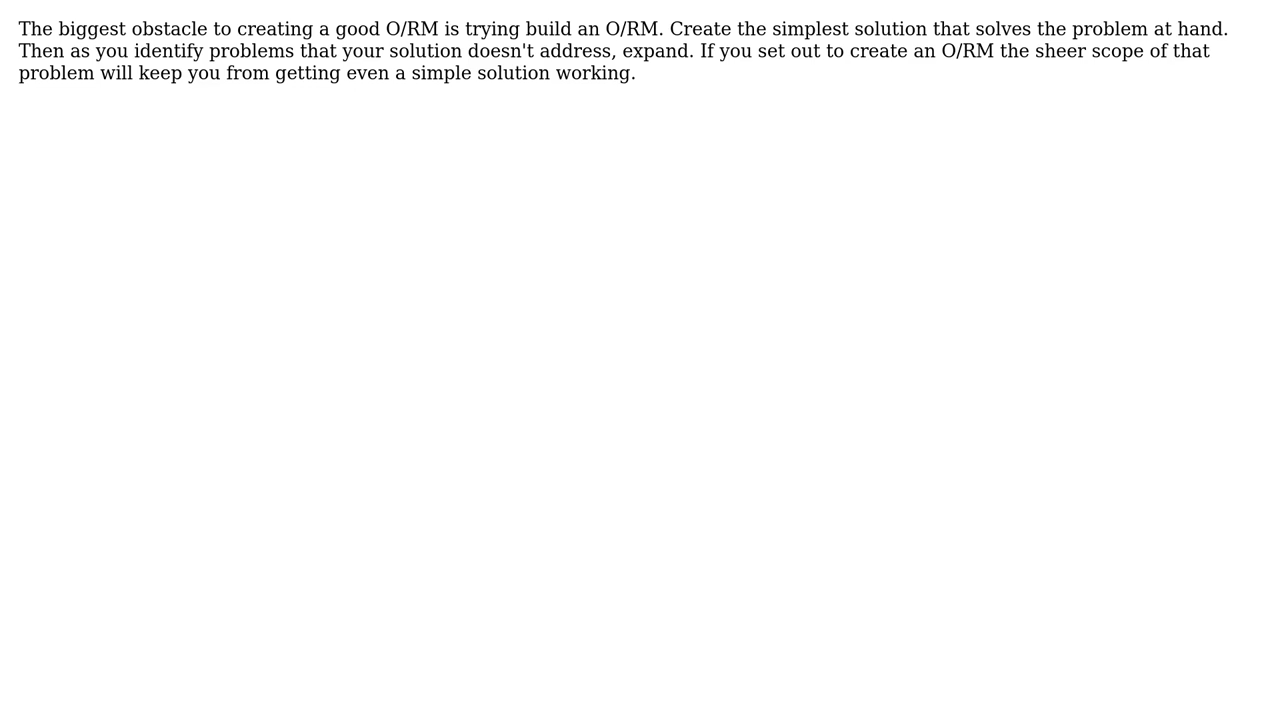 The biggest obstacle to creating a good O/RM is trying build an O/RM. Create the simplest solution that solves the problem at hand.
Then as you identify problems that your solution doesn't address, expand. If you set out to create an O/RM the sheer scope of that
problem will keep you from getting even a simple solution working.